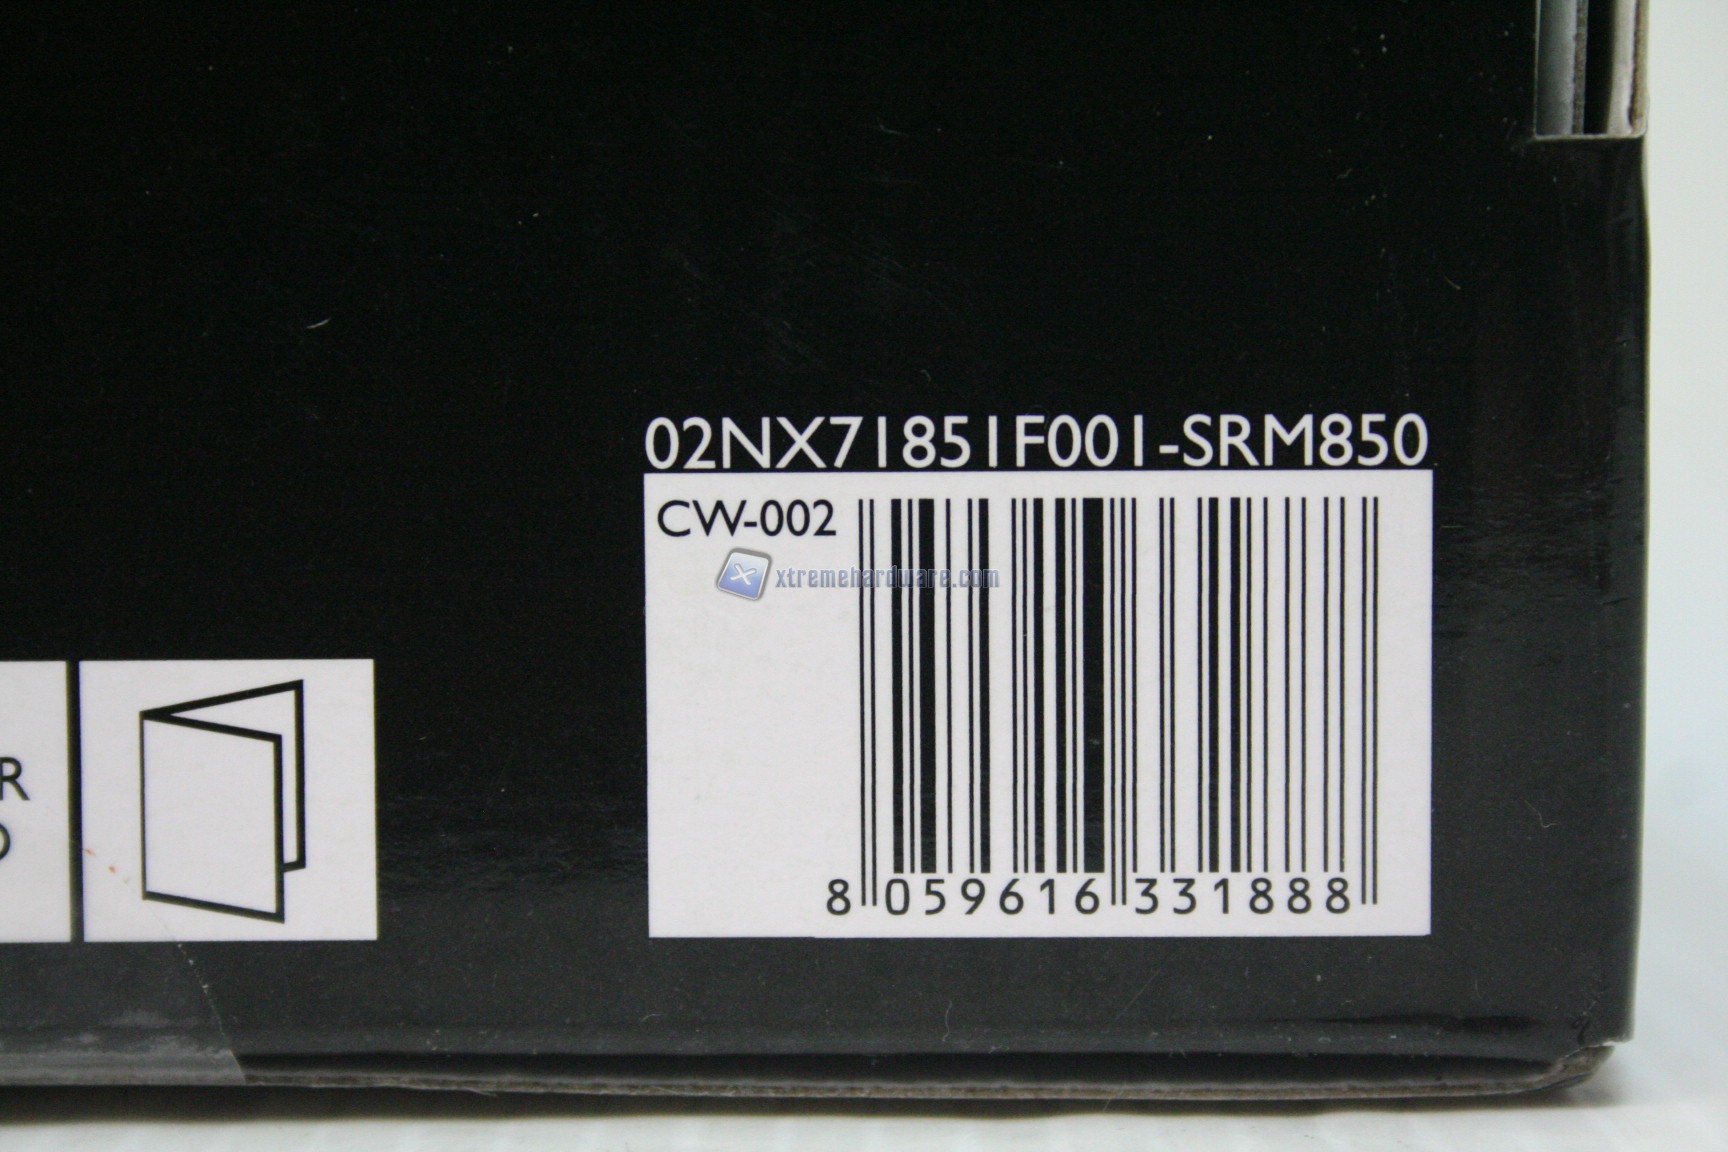 02NX71851F001-SRM850
CW-002
xtremehardware.com
R
8 059616 331888